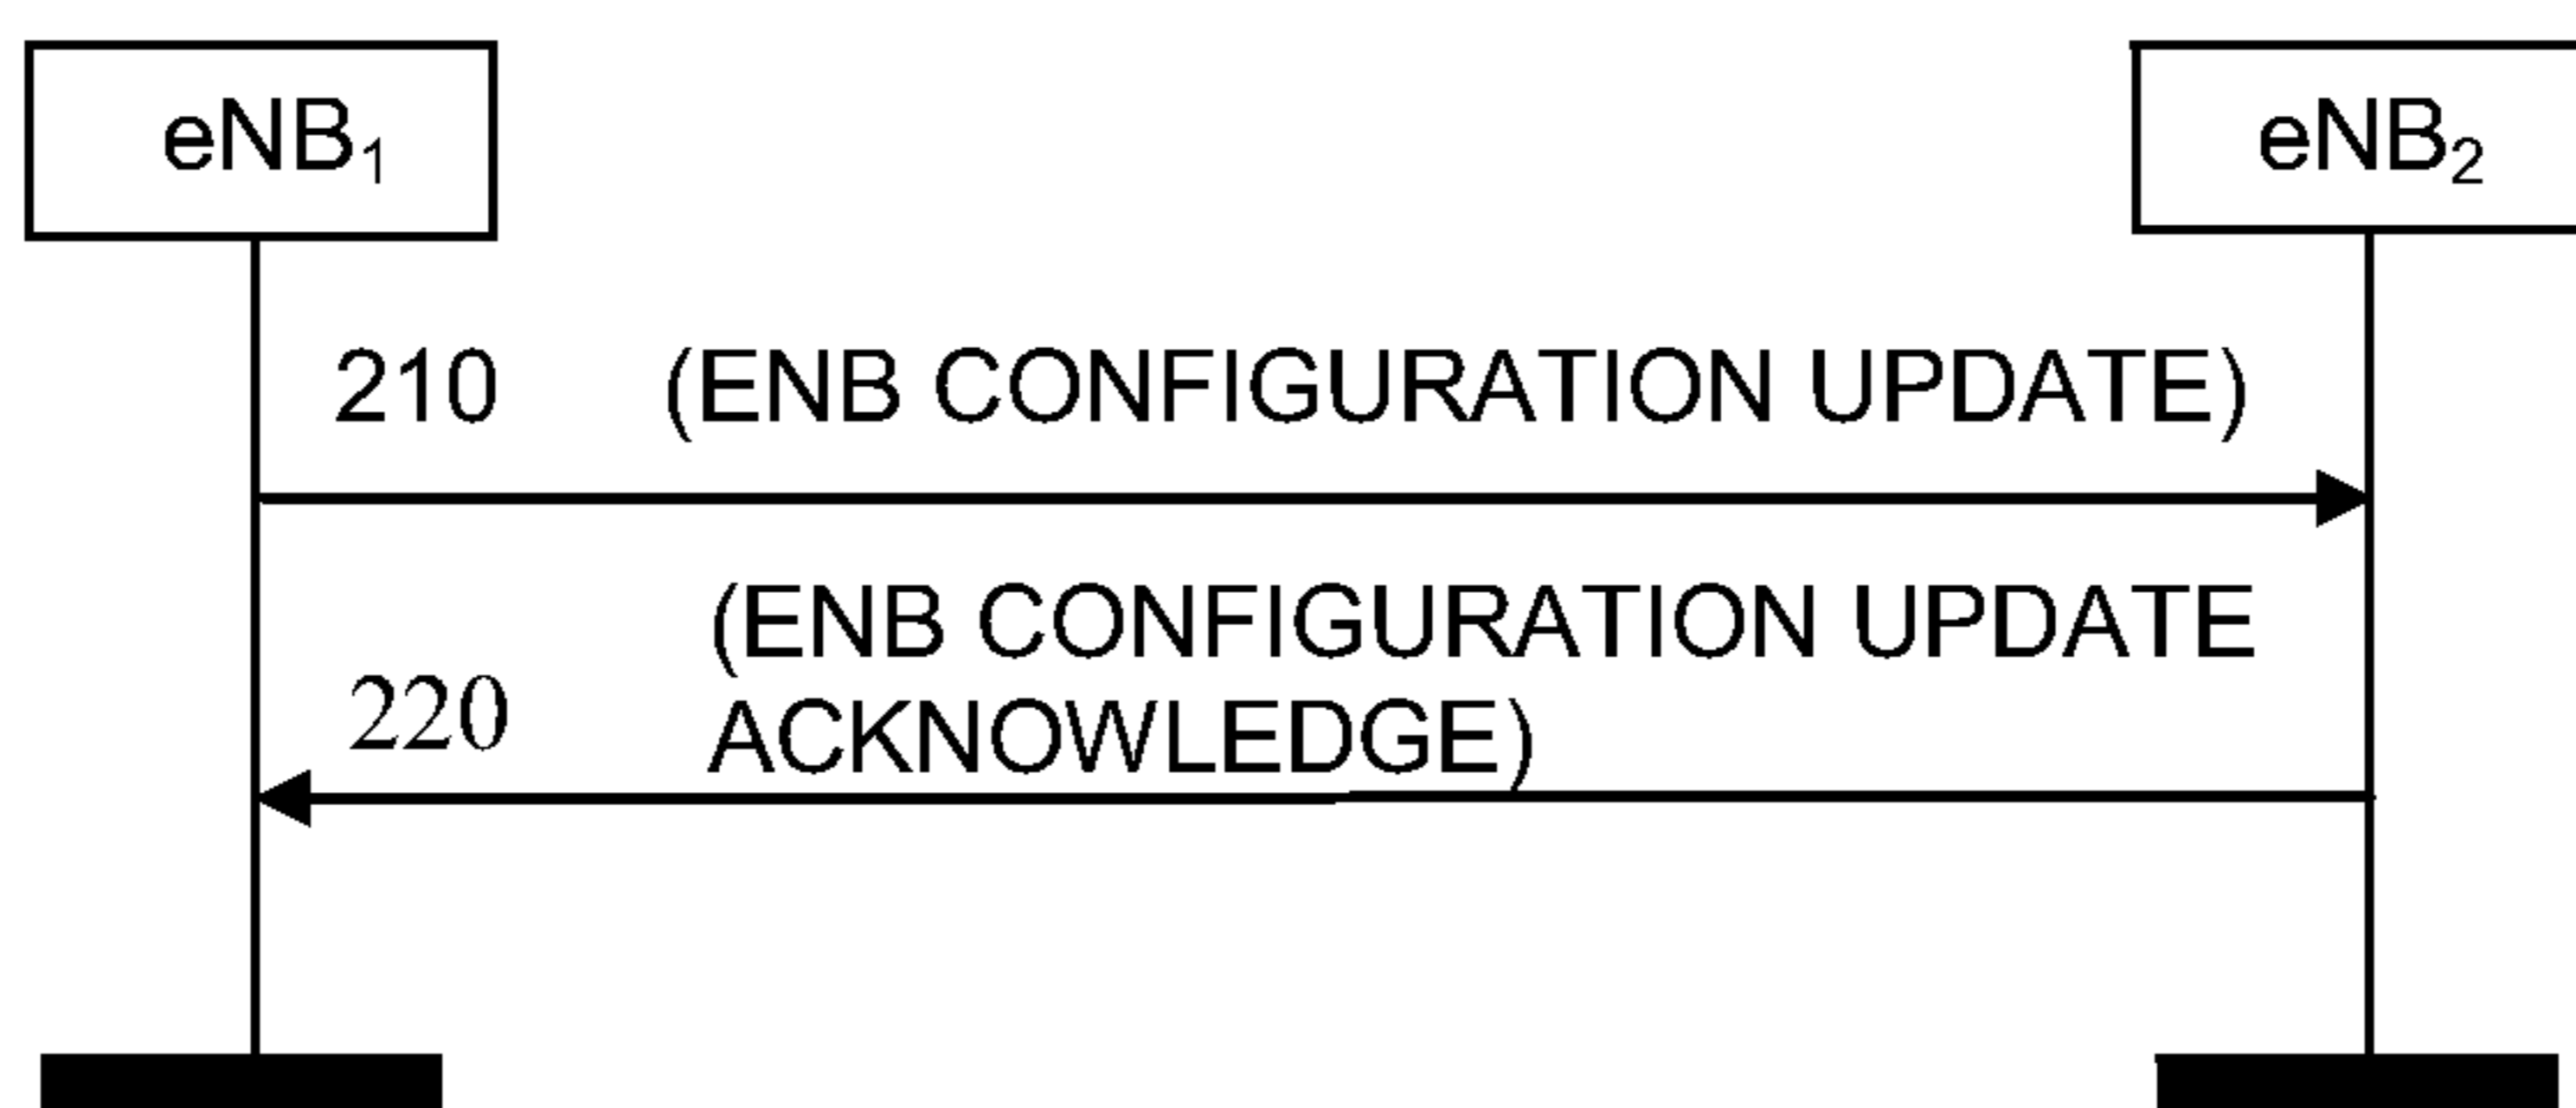 eNB₁
eNB₂
210 (ENB CONFIGURATION UPDATE)
(ENB CONFIGURATION UPDATE
220 ACKNOWLEDGE)